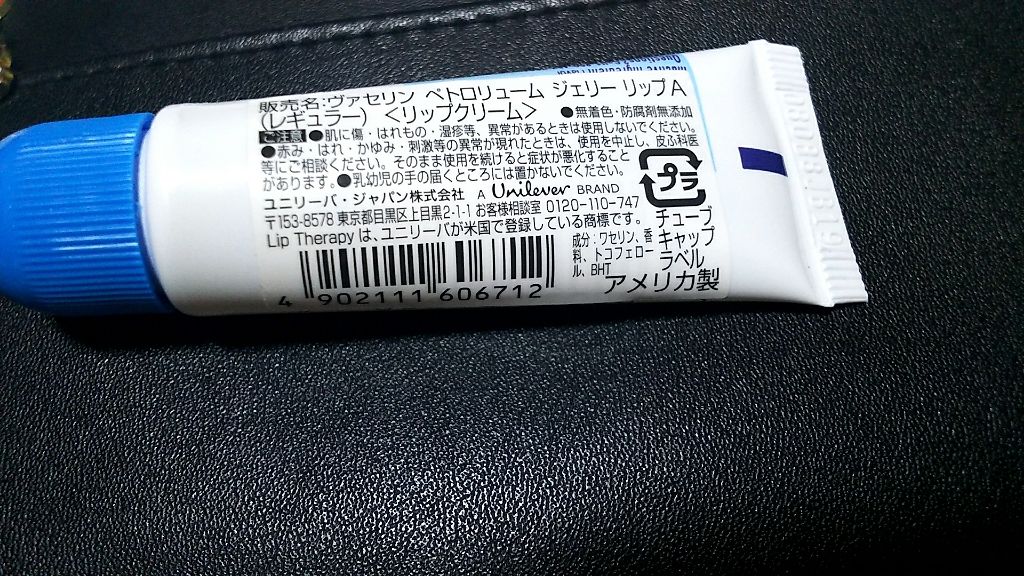 販売名:ヴァセリン ペトロリューム ジェリー リップA
(レギュラー) <リップクリーム> ●無着色・防腐剤無添加
ご注意 ●肌に傷・はれもの・湿疹等、異常があるときは使用しないでください。
●赤み・はれ・かゆみ・刺激等の異常が現れたときは、使用を中止し、皮ふ科医
等にご相談ください。そのまま使用を続けると症状が悪化すること
があります。●乳幼児の手の届くところには置かないでください。
プラ
ユニリーバ・ジャパン株式会社 A Unilever BRAND
〒153-8578 東京都目黒区上目黒2-1-1 お客様相談室 0120-110-747
Lip Therapy は、ユニリーバが米国で登録している商標です。
チューブ
キャップ
ラベル
成分:ワセリン、香
料、トコフェロー
ル、BHT
アメリカ製
4 902111 606712